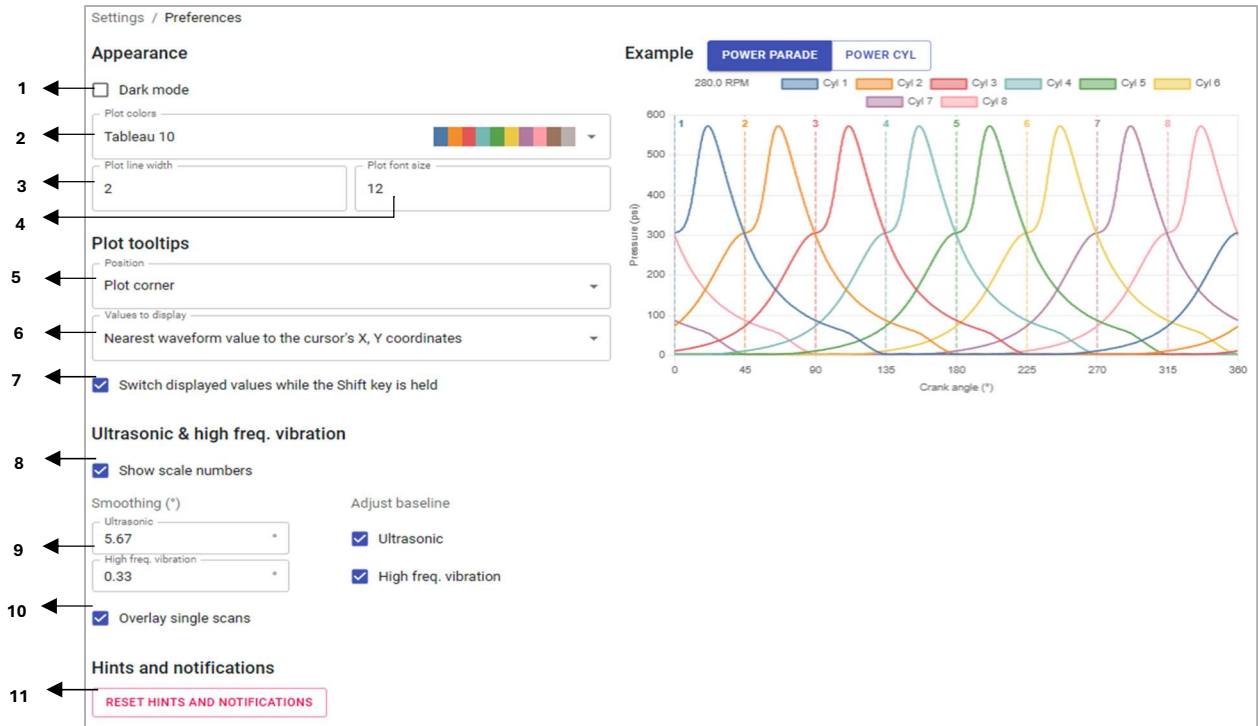 Settings / Preferences
Appearance
1
Dark mode
Plot colors
2
Tableau 10
Plot line width
Plot font size
3
2
12
4
Plot tooltips
Position
5
Plot corner
Values to display
6
Nearest waveform value to the cursor's X, Y coordinates
7
Switch displayed values while the Shift key is held
Ultrasonic & high freq. vibration
8
Show scale numbers
Smoothing (°)
Adjust baseline
Ultrasonic
9
5.67 °
Ultrasonic
High freq. vibration
0.33 °
High freq. vibration
10
Overlay single scans
Hints and notifications
11
RESET HINTS AND NOTIFICATIONS
Example
POWER PARADE
POWER CYL
280.0 RPM
Cyl 1 Cyl 2 Cyl 3 Cyl 4 Cyl 5 Cyl 6
Cyl 7 Cyl 8
1 2 3 4 5 6 7 8
600
500
400
300
200
100
0
Pressure (psi)
0 45 90 135 180 225 270 315 360
Crank angle (°)